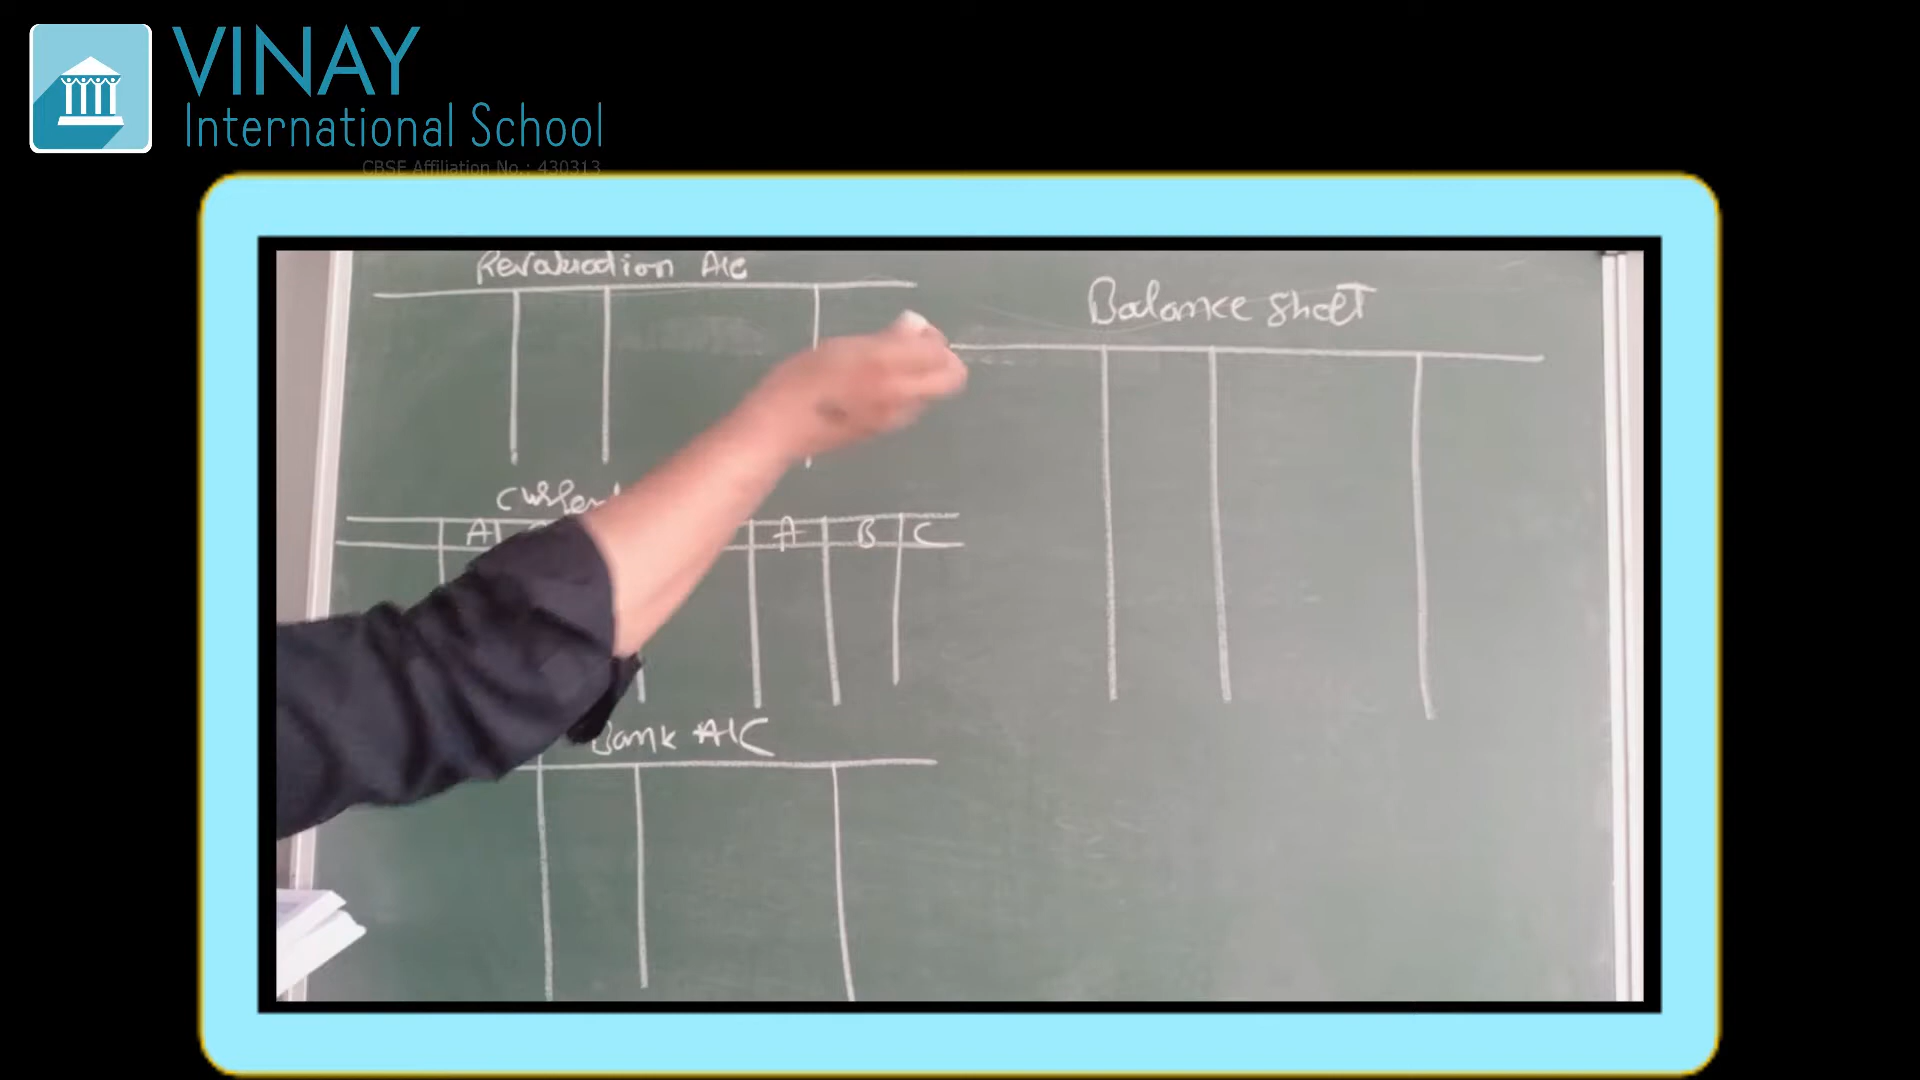 VINAY
International School
CBSE Affiliation No.: 430313
Revaluation A/c
Balance Sheet
A B C
A
Bank A/C